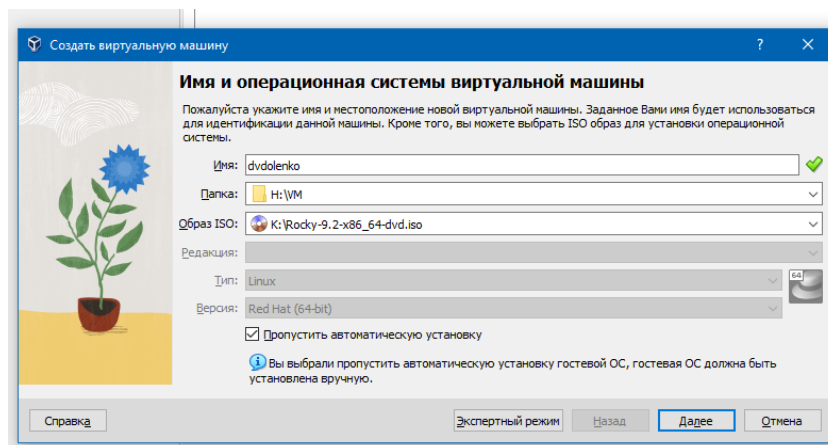 Создать виртуальную машину
?
Имя и операционная системы виртуальной машины
Пожалуйста укажите имя и местоположение новой виртуальной машины. Заданное Вами имя будет использоваться
для идентификации данной машины. Кроме того, вы можете выбрать ISO образ для установки операционной
системы.
Имя: dvdolenko
Папка: H:\VM
Образ ISO: K:\Rocky-9.2-x86_64-dvd.iso
Редакция:
Тип: Linux 64
Версия: Red Hat (64-bit)
Пропустить автоматическую установку
Вы выбрали пропустить автоматическую установку гостевой ОС, гостевая ОС должна быть
установлена вручную.
Справка Экспертный режим Назад Далее Отмена